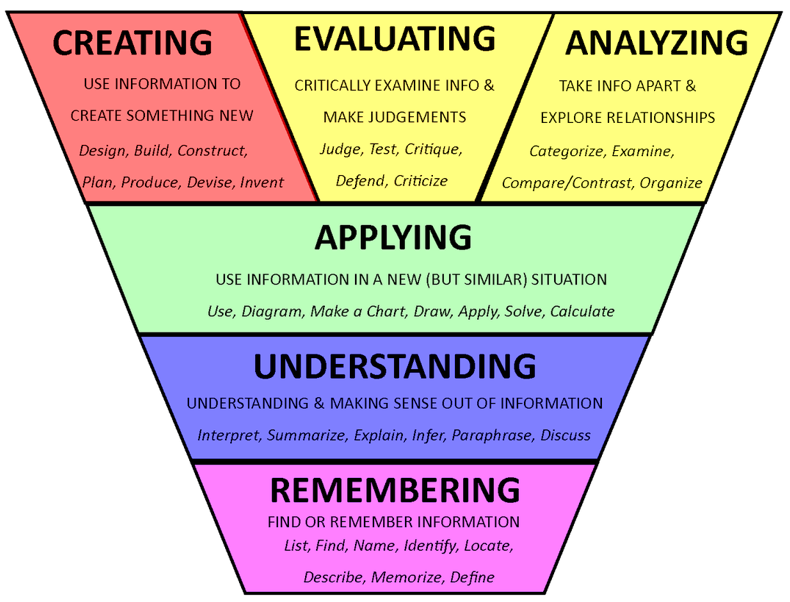 CREATING
USE INFORMATION TO
CREATE SOMETHING NEW
Design, Build, Construct,
Plan, Produce, Devise, Invent
EVALUATING
CRITICALLY EXAMINE INFO &
MAKE JUDGEMENTS
Judge, Test, Critique,
Defend, Criticize
ANALYZING
TAKE INFO APART &
EXPLORE RELATIONSHIPS
Categorize, Examine,
Compare/Contrast, Organize
APPLYING
USE INFORMATION IN A NEW (BUT SIMILAR) SITUATION
Use, Diagram, Make a Chart, Draw, Apply, Solve, Calculate
UNDERSTANDING
UNDERSTANDING & MAKING SENSE OUT OF INFORMATION
Interpret, Summarize, Explain, Infer, Paraphrase, Discuss
REMEMBERING
FIND OR REMEMBER INFORMATION
List, Find, Name, Identify, Locate,
Describe, Memorize, Define